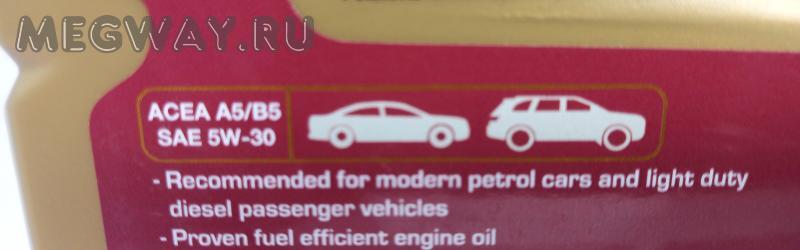 MEGWAY.RU
ACEA A5/B5
SAE 5W-30
- Recommended for modern petrol cars and light duty
diesel passenger vehicles
- Proven fuel efficient engine oil